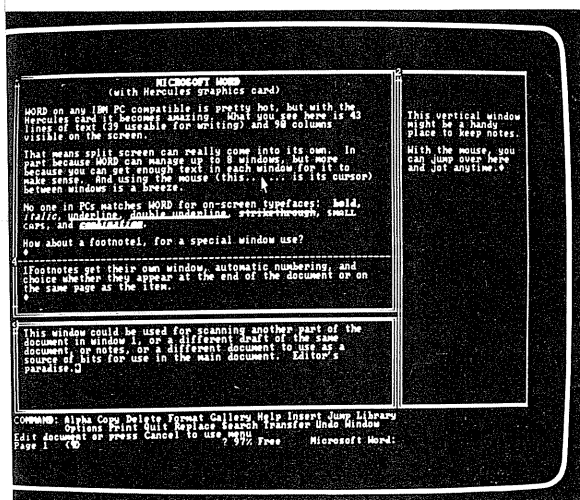 1
MICROSOFT WORD
(with Hercules graphics card)
WORD on any IBM PC compatible is pretty hot, but with the
Hercules card it becomes amazing. What you see here is 43
lines of text (39 useable for writing) and 90 columns
visible on the screen.
That means split screen can really come into its own. In
part because WORD can manage up to 8 windows, but more
because you can get enough text in each window for it to
make sense. And using the mouse (this.. ... is its cursor)
between windows is a breeze.
No one in PCs matches WORD for on-screen typefaces: bold,
italic, underline, double underline, strikethrough, SMALL
CAPS, and combination.
How about a footnote1, for a special window use?
♦
4
1Footnotes get their own window, automatic numbering, and
choice whether they appear at the end of the document or on
the same page as the item.
♦
3
This window could be used for scanning another part of the
document in window 1, or a different draft of the same
document, or notes, or a different document to use as a
source of bits for use in the main document. Editor's
paradise.
2
This vertical window
might be a handy
place to keep notes.
With the mouse, you
can jump over here
and jot anytime.♦
COMMAND: Alpha Copy Delete Format Gallery Help Insert Jump Library
Options Print Quit Replace Search Transfer Undo Window
Edit document or press Cancel to use menu
Page 1 ? 97% Free Microsoft Word: